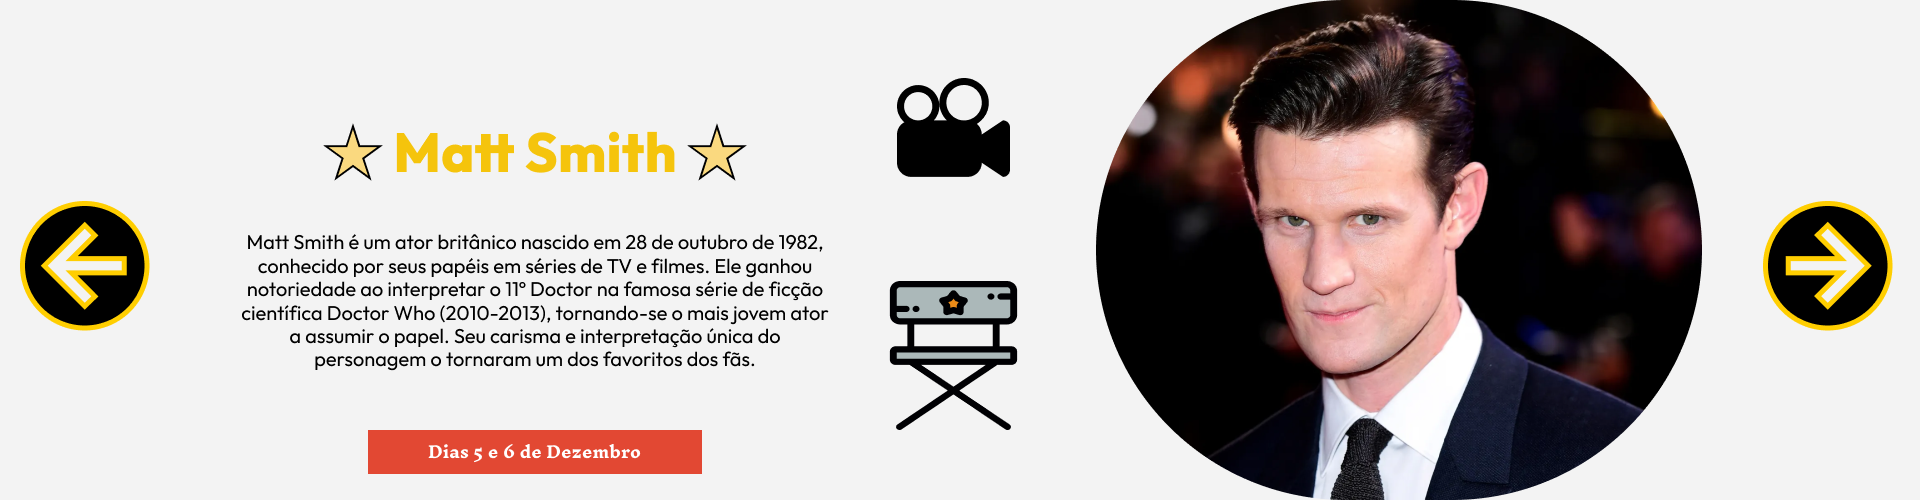 Matt Smith
Matt Smith é um ator britânico nascido em 28 de outubro de 1982,
conhecido por seus papéis em séries de TV e filmes. Ele ganhou
notoriedade ao interpretar o 11º Doctor na famosa série de ficção
científica Doctor Who (2010-2013), tornando-se o mais jovem ator
a assumir o papel. Seu carisma e interpretação única do
personagem o tornaram um dos favoritos dos fãs.
Dias 5 e 6 de Dezembro